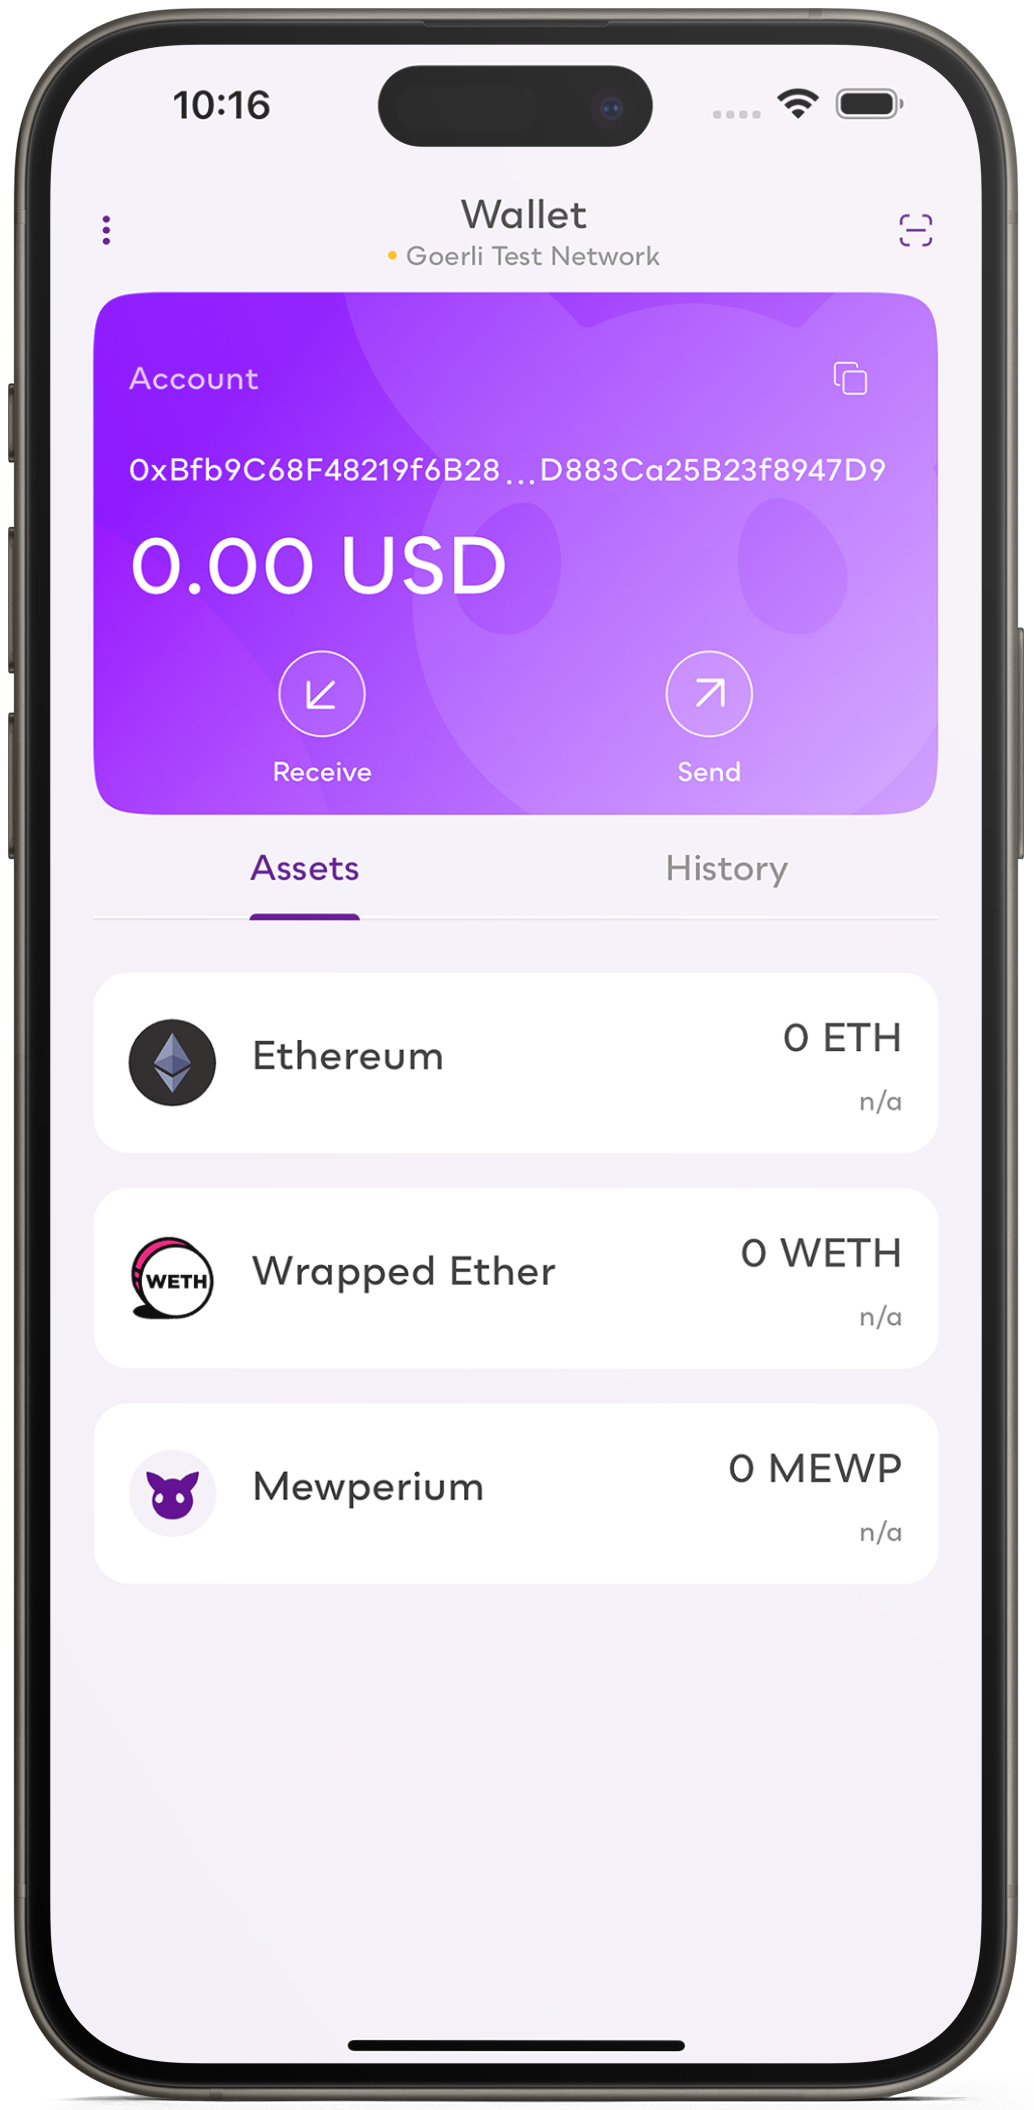 10:16
Wallet
Goerli Test Network
Account
0xBfb9C68F48219f6B28...D883Ca25B23f8947D9
0.00 USD
Receive
Send
Assets
History
Ethereum
0 ETH
n/a
WETH
Wrapped Ether
0 WETH
n/a
Mewperium
0 MEWP
n/a